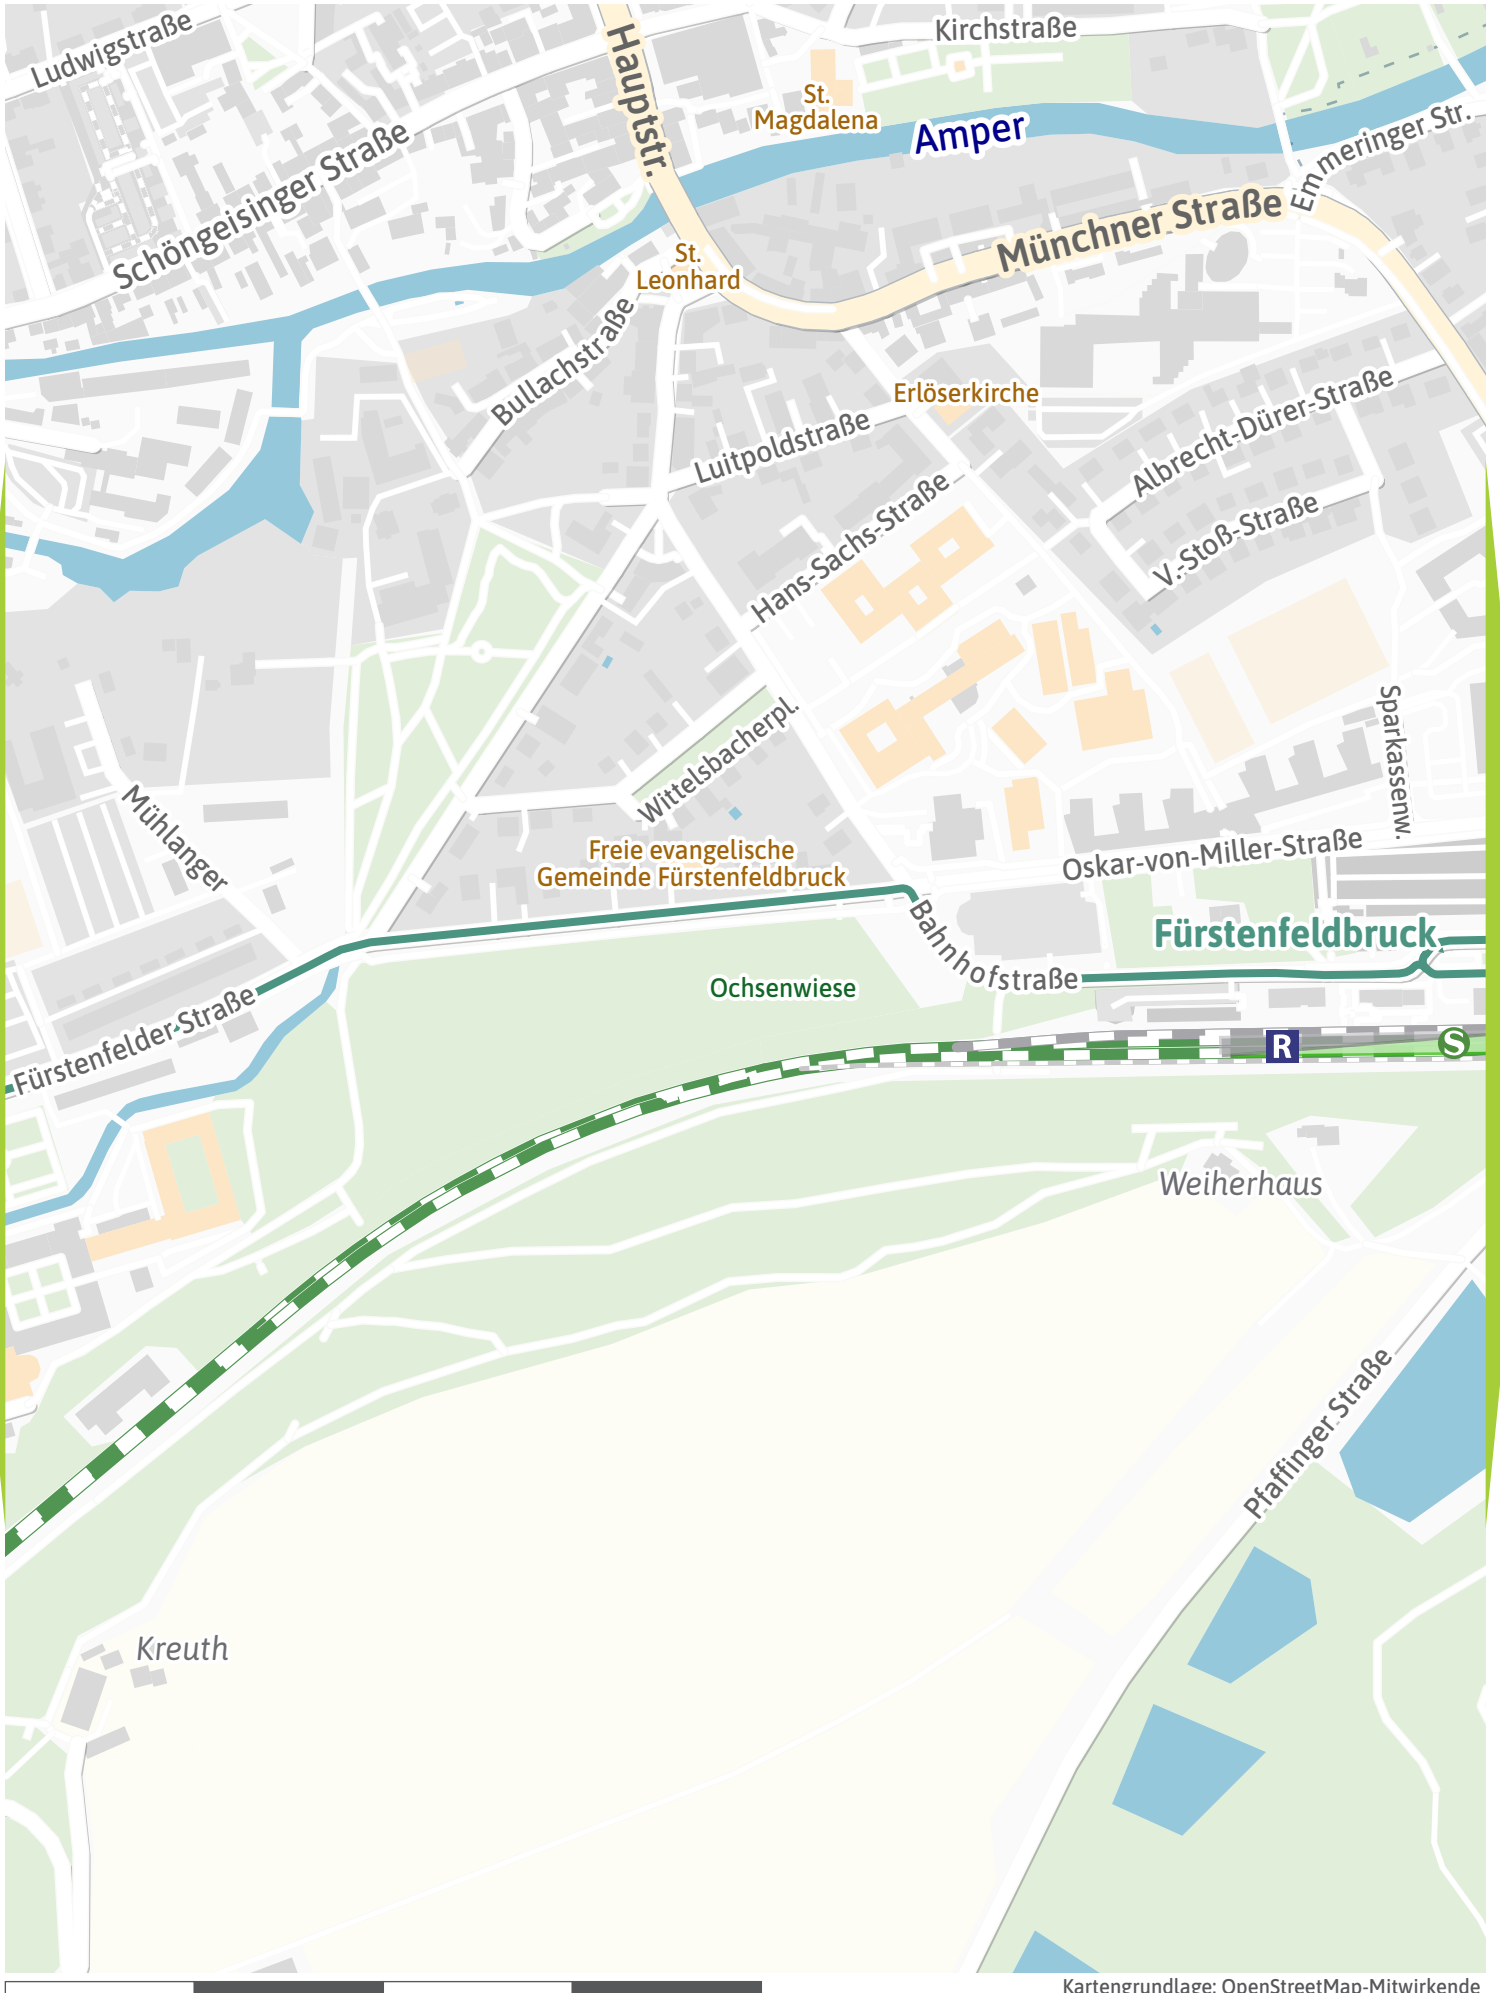 Ludwigstraße
Hauptstr.
Kirchstraße
St.
Magdalena
Amper
Emmeringer Str.
Schöngeisinger Straße
Münchner Straße
St.
Leonhard
Bullachstraße
Erlöserkirche
Albrecht-Dürer-Straße
Luitpoldstraße
Hans-Sachs-Straße
V.-Stoß-Straße
Wittelsbacherpl.
Sparkassenw.
Mühlanger
Freie evangelische
Gemeinde Fürstenfeldbruck
Oskar-von-Miller-Straße
Bahnhofstraße
Fürstenfeldbruck
Ochsenwiese
Fürstenfelder Straße
R
S
Weiherhaus
Pfaffinger Straße
Kreuth
Kartengrundlage: OpenStreetMap-Mitwirkende